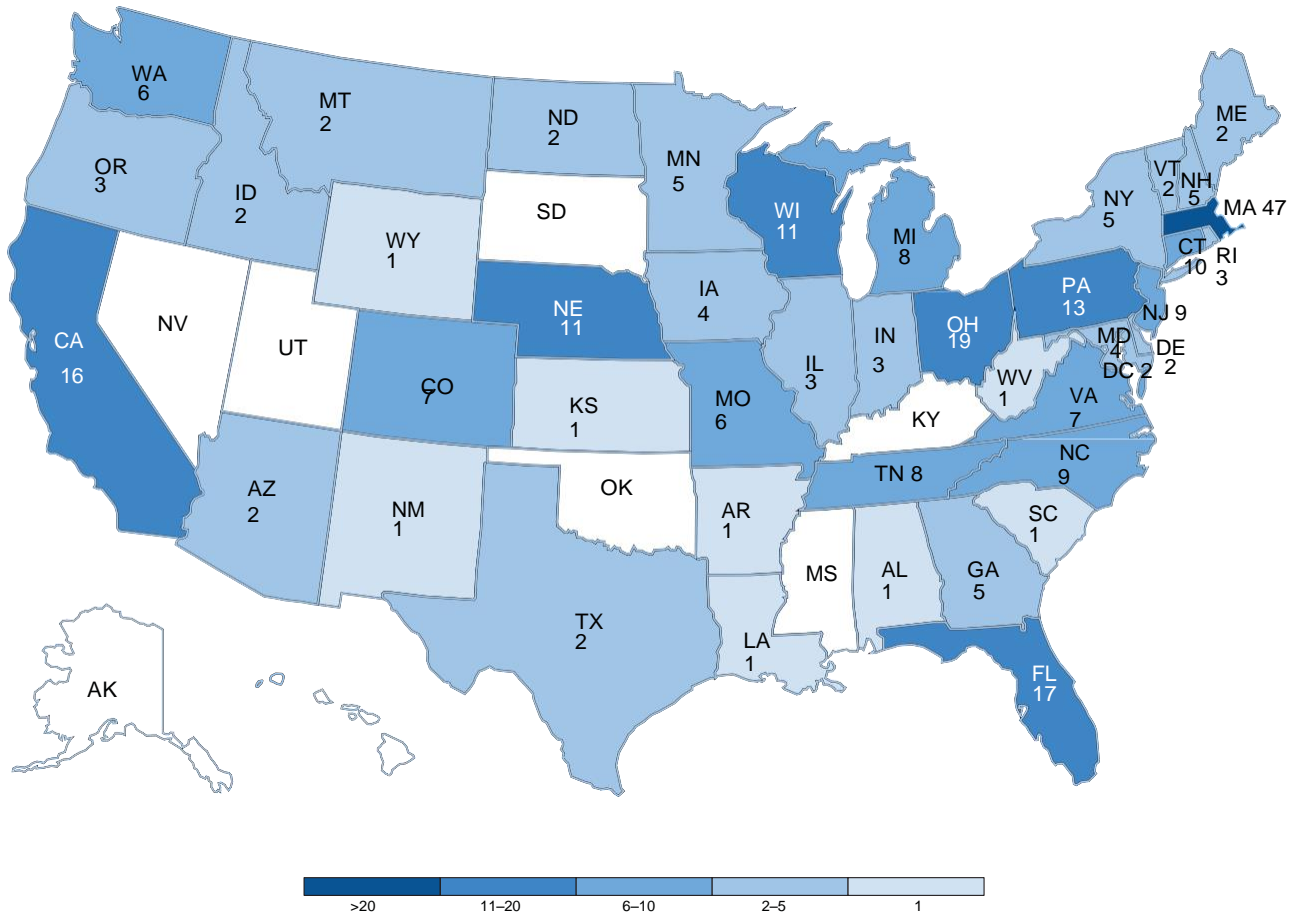 WA
6
MT
2
ND
2
MN
5
OR
3
ID
2
WY
1
SD
WI
11
MI
8
NY
5
VT
2
NH
5
ME
2
MA 47
CT
10
RI
3
CA
16
NV
UT
CO
7
NE
11
KS
1
IA
4
MO
6
IL
3
IN
3
OH
19
PA
13
NJ 9
MD
4
DE
2
DC 2
WV
1
VA
7
KY
TN 8
NC
9
AZ
2
NM
1
OK
AR
1
SC
1
TX
2
LA
1
MS
AL
1
GA
5
FL
17
AK
>20
11–20
6–10
2–5
1